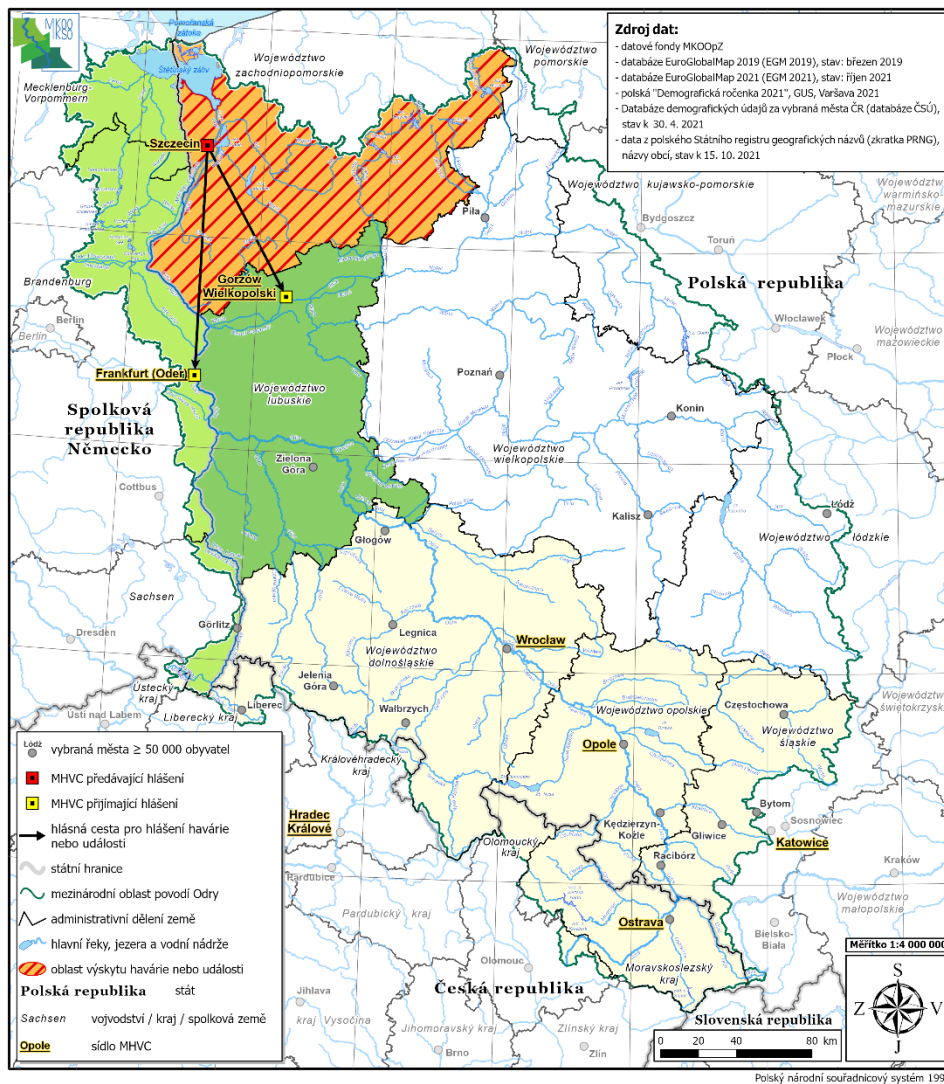 MKOO
IKSO
Pomořanská
zátoka
Štětínský záliv
Województwo
zachodniopomorskie
Województwo
pomorskie
Mecklenburg-
Vorpommern
Zdroj dat:
- datové fondy MKOOpZ
- databáze EuroGlobalMap 2019 (EGM 2019), stav: březen 2019
- databáze EuroGlobalMap 2021 (EGM 2021), stav: říjen 2021
- polská "Demografická ročenka 2021", GUS, Varšava 2021
- Databáze demografických údajů za vybraná města ČR (databáze ČSÚ),
stav k 30. 4. 2021
- data z polského Státního registru geografických názvů (zkratka PRNG),
názvy obcí, stav k 15. 10. 2021
Szczecin
Województwo kujawsko-pomorskie
Województwo
warmińsko-
mazurskie
Piła
Bydgoszcz
Toruń
Brandenburg
Gorzów
Wielkopolski
Polská republika
Berlin
Berlin
Włocławek
Województwo
mazowieckie
Płock
Frankfurt (Oder)
Poznań
Województwo
lubuskie
Spolková
republika
Německo
Konin
Województwo
wielkopolskie
Zielona
Góra
Cottbus
Kalisz
Łódź
Głogów
Województwo łódzkie
Sachsen
Dresden
Görlitz
Legnica
Wrocław
Województwo
dolnośląskie
Jelenia
Góra
Ústecký
kraj
Liberec
Liberecký kraj
Ústí nad Labem
Wałbrzych
Województwo opolskie
Częstochowa
Województwo
śląskie
Województwo
świętokrzyskie
Opole
Královéhradecký
kraj
Łódź
vybraná města ≥ 50 000 obyvatel
MHVC předávající hlášení
MHVC přijímající hlášení
hlásná cesta pro hlášení havárie
nebo události
státní hranice
mezinárodní oblast povodí Odry
administrativní dělení země
hlavní řeky, jezera a vodní nádrže
oblast výskytu havárie nebo události
Polská republika stát
Sachsen vojvodství / kraj / spolková země
Opole sídlo MHVC
Hradec
Králové
Pardubice
Olomoucký
kraj
Kędzierzyn-
Koźle
Gliwice
Bytom
Sosnowiec
Katowice
Racibórz
Kraków
Województwo
małopolskie
Pardubický kraj
Ostrava
Bielsko-
Biała
Olomouc
Moravskoslezský
kraj
Česká republika
Jihlava
kraj Vysočina
Jihomoravský kraj
Brno
Zlínský
kraj
Zlín
Slovenská republika
0 20 40 80 km
Měřítko 1:4 000 000
S
Z
V
J
Polský národní souřadnicový systém 199